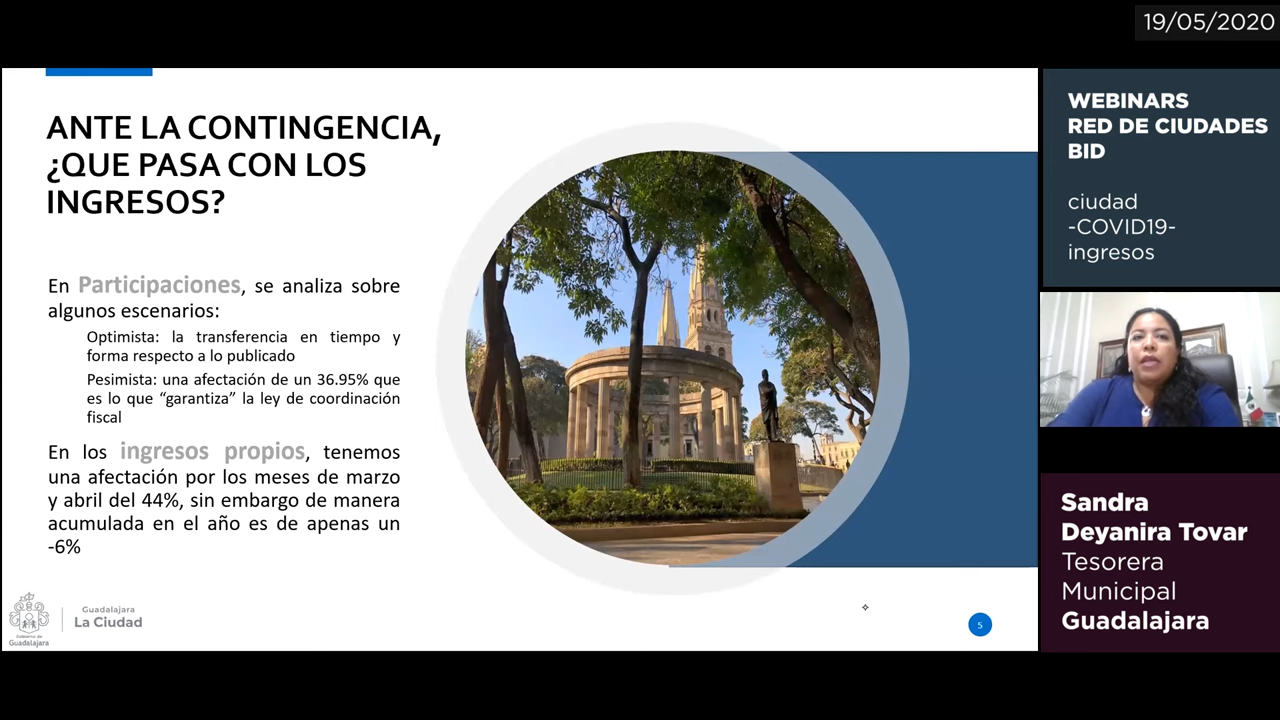 19/05/2020
ANTE LA CONTINGENCIA,
¿QUE PASA CON LOS
INGRESOS?
En Participaciones, se analiza sobre
algunos escenarios:
Optimista: la transferencia en tiempo y
forma respecto a lo publicado
Pesimista: una afectación de un 36.95% que
es lo que “garantiza” la ley de coordinación
fiscal
En los ingresos propios, tenemos
una afectación por los meses de marzo
y abril del 44%, sin embargo de manera
acumulada en el año es de apenas un
-6%
Gobierno de
Guadalajara
Guadalajara
La Ciudad
5
WEBINARS
RED DE CIUDADES
BID
ciudad
-COVID19-
ingresos
Sandra
Deyanira Tovar
Tesorera
Municipal
Guadalajara